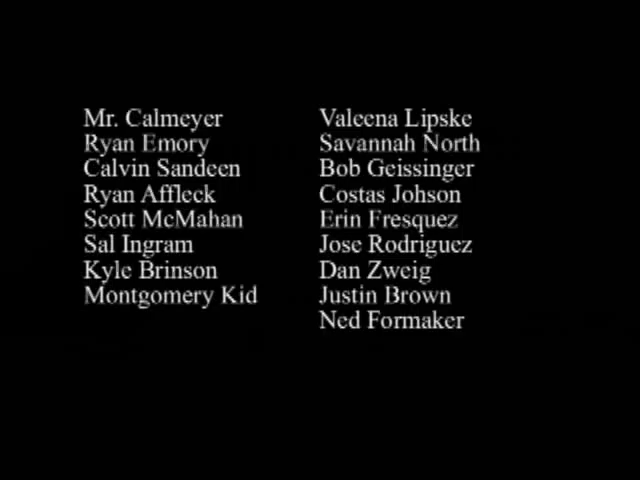 Mr. Calmeyer
Ryan Emory
Calvin Sandeen
Ryan Affleck
Scott McMahan
Sal Ingram
Kyle Brinson
Montgomery Kid
Valeena Lipske
Savannah North
Bob Geissinger
Costas Johson
Erin Fresquez
Jose Rodriguez
Dan Zweig
Justin Brown
Ned Formaker